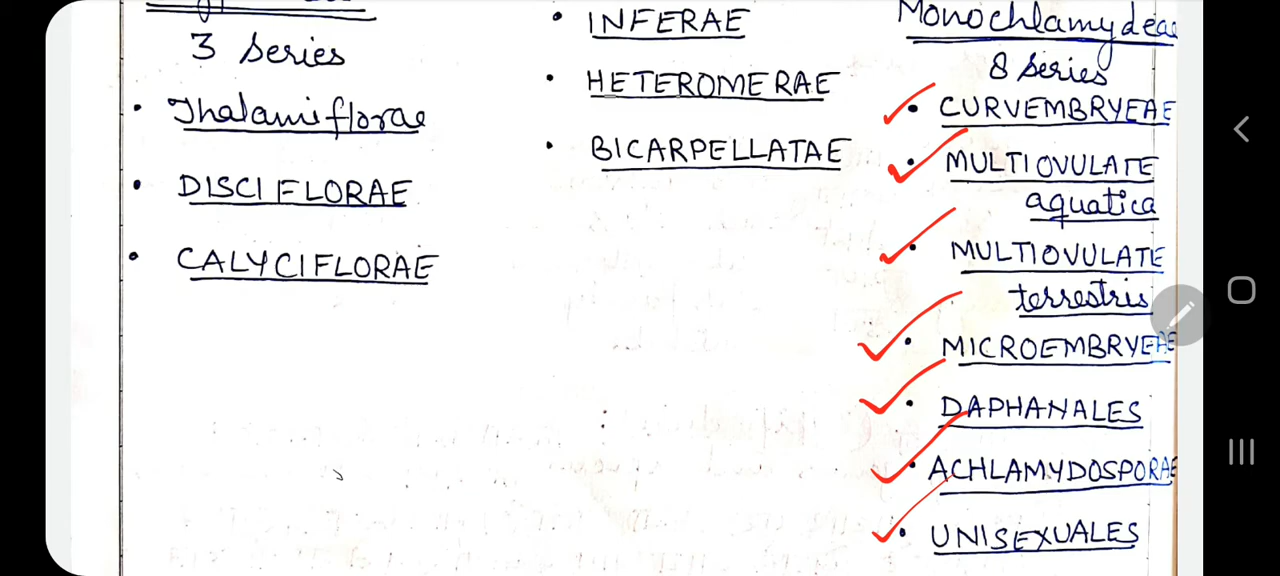 3 series
• Thalamiflorae
• DISCIFLORAE
• CALYCIFLORAE
• INFERAE
• HETEROMERAE
• BICARPELLATAE
Monochlamydeae
8 series
• CURVEMBRYEAE
• MULTIOVULATE
aquatica
• MULTIOVULATE
terrestris
• MICROEMBRYEAE
• DAPHANALES
• ACHLAMYDOSPORAE
• UNISEXUALES